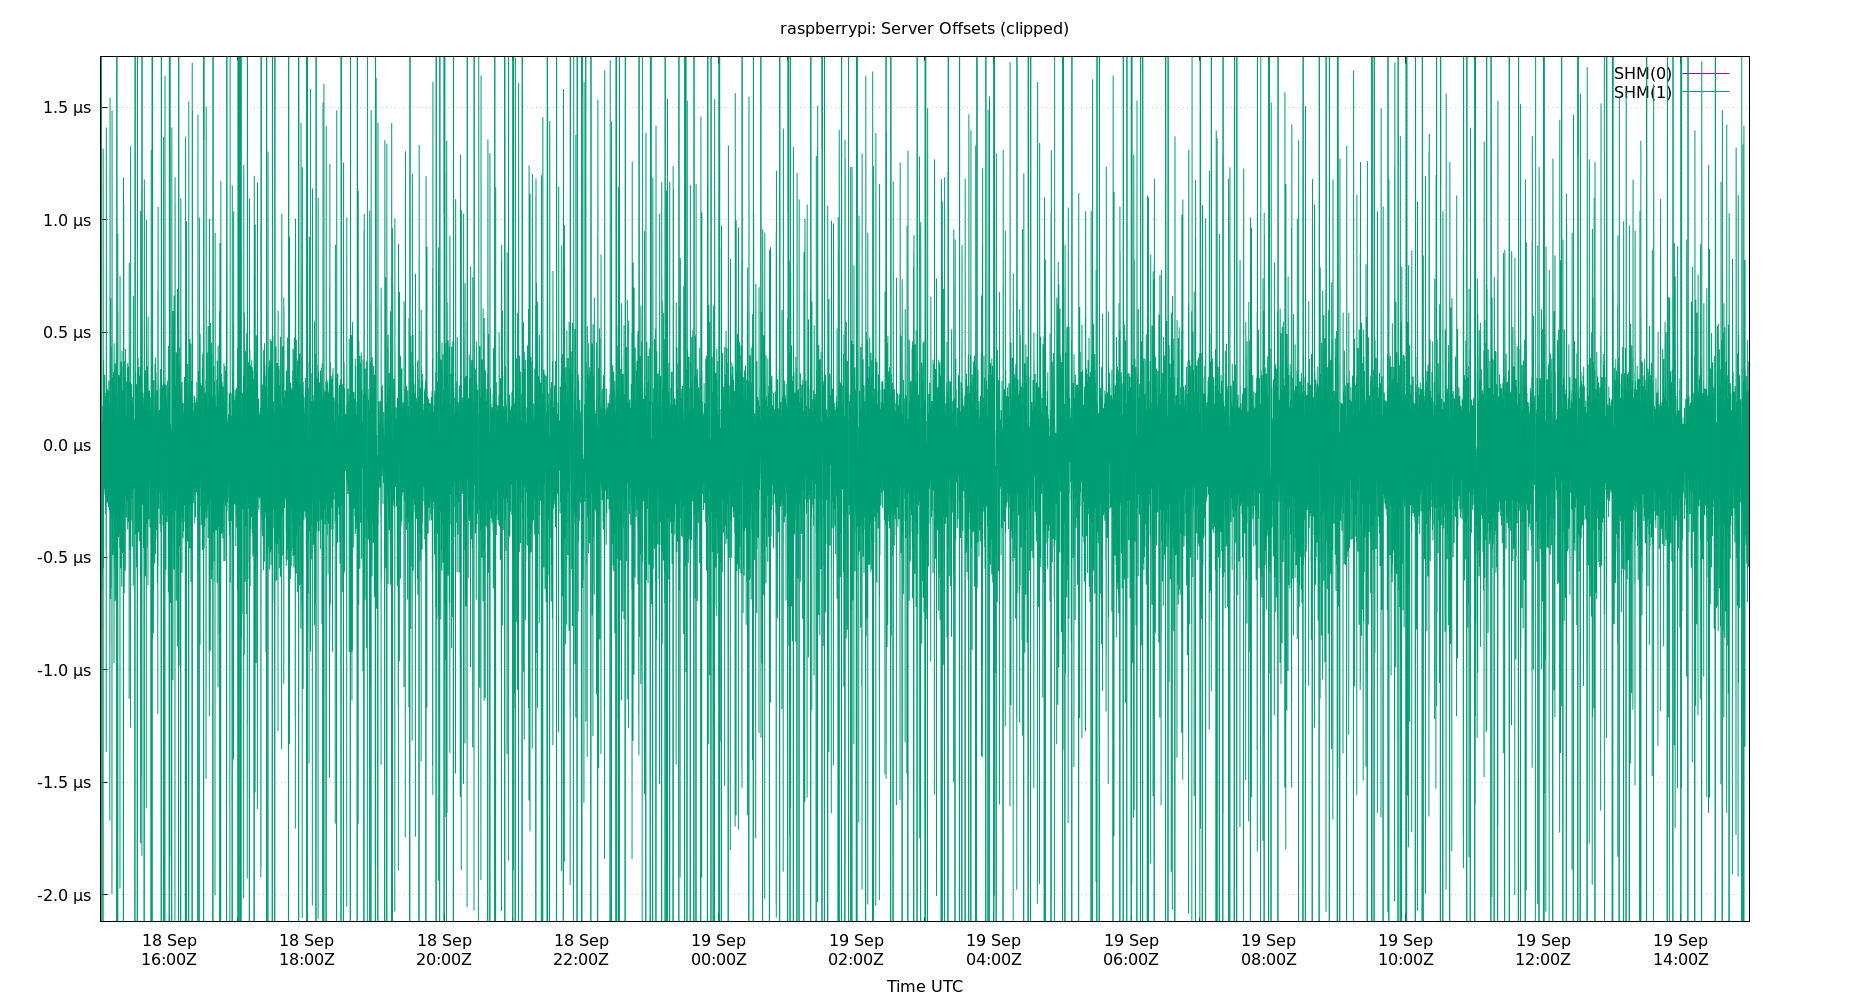 raspberrypi: Server Offsets (clipped)
SHM(0)
SHM(1)
1.5 µs
1.0 µs
0.5 µs
0.0 µs
-0.5 µs
-1.0 µs
-1.5 µs
-2.0 µs
18 Sep 18 Sep 18 Sep 18 Sep 19 Sep 19 Sep 19 Sep 19 Sep 19 Sep 19 Sep 19 Sep 19 Sep
16:00Z 18:00Z 20:00Z 22:00Z 00:00Z 02:00Z 04:00Z 06:00Z 08:00Z 10:00Z 12:00Z 14:00Z
Time UTC